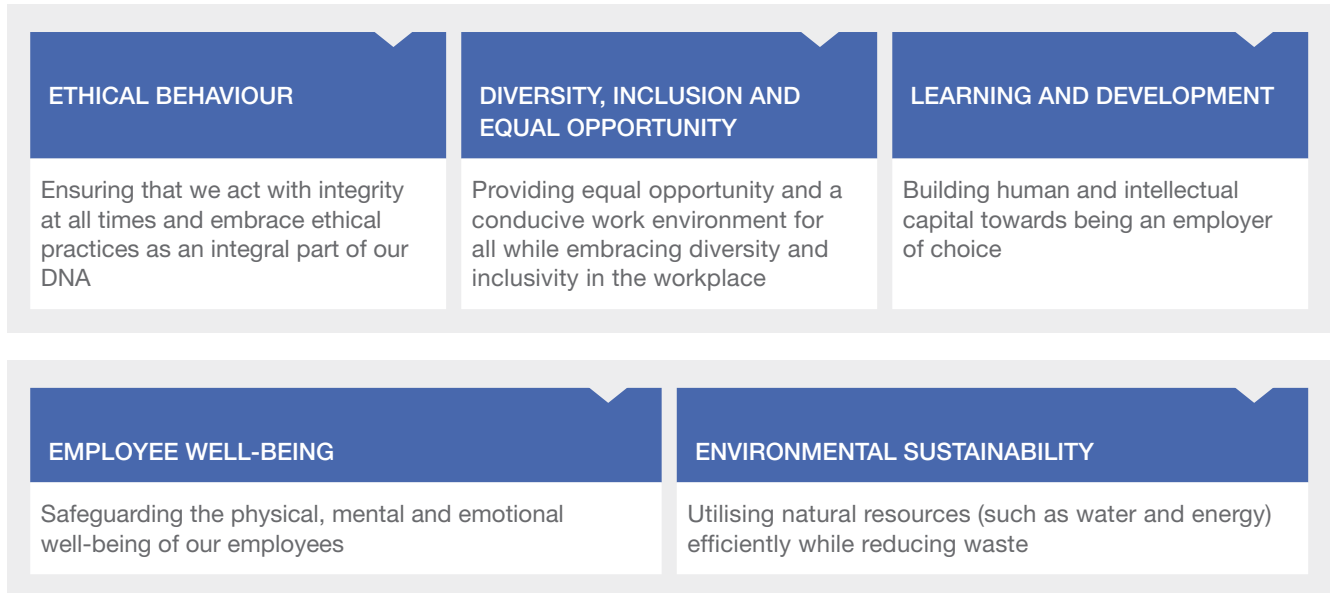 ETHICAL BEHAVIOUR
Ensuring that we act with integrity
at all times and embrace ethical
practices as an integral part of our
DNA
DIVERSITY, INCLUSION AND
EQUAL OPPORTUNITY
Providing equal opportunity and a
conducive work environment for
all while embracing diversity and
inclusivity in the workplace
LEARNING AND DEVELOPMENT
Building human and intellectual
capital towards being an employer
of choice
EMPLOYEE WELL-BEING
Safeguarding the physical, mental and emotional
well-being of our employees
ENVIRONMENTAL SUSTAINABILITY
Utilising natural resources (such as water and energy)
efficiently while reducing waste